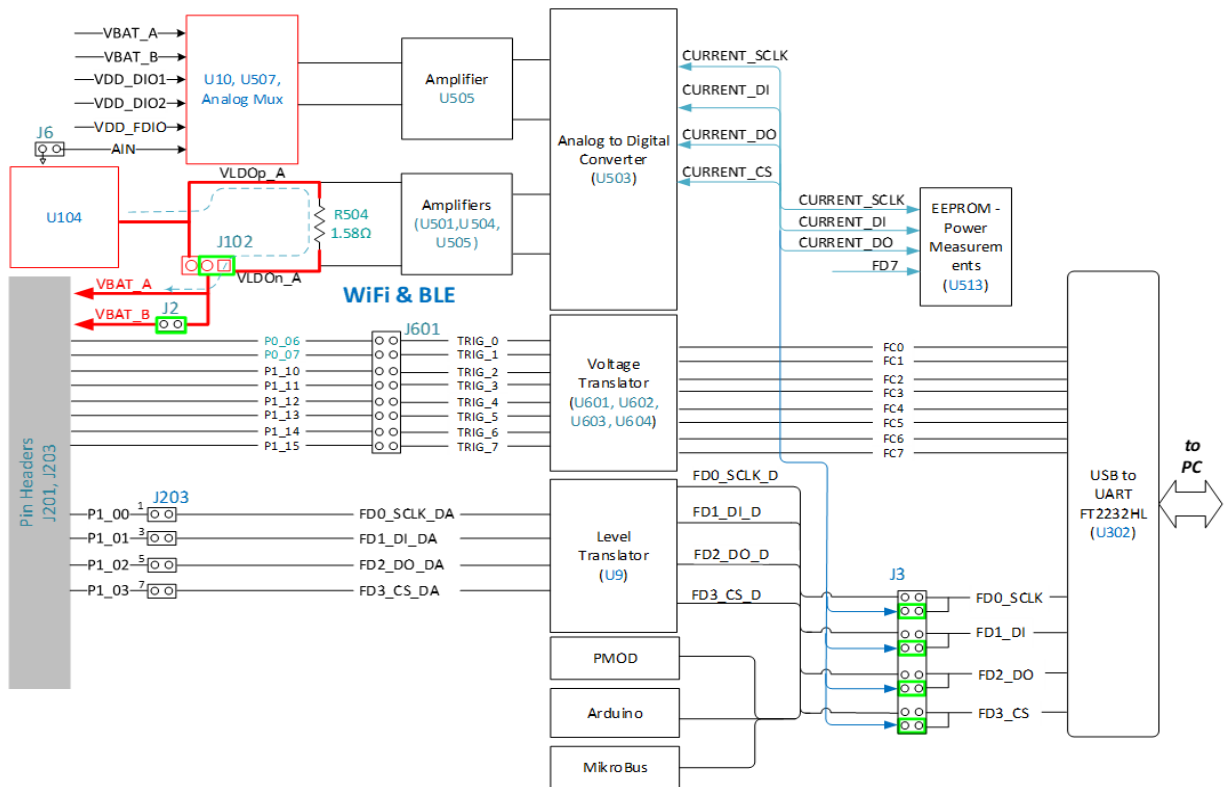 VBAT_A
VBAT_B
VDD_DIO1
VDD_DIO2
VDD_FDIO
AIN
J6
U10, U507,
Analog Mux
Amplifier
U505
Analog to Digital
Converter
(U503)
CURRENT_SCLK
CURRENT_DI
CURRENT_DO
CURRENT_CS
CURRENT_SCLK
CURRENT_DI
CURRENT_DO
FD7
EEPROM -
Power
Measurem
ents
(U513)
U104
VLDOp_A
R504
1.58Ω
J102
VLDOn_A
Amplifiers
(U501,U504,
U505)
VBAT_A
VBAT_B
J2
WiFi & BLE
Pin Headers
J201, J203
J601
P0_06
P0_07
P1_10
P1_11
P1_12
P1_13
P1_14
P1_15
TRIG_0
TRIG_1
TRIG_2
TRIG_3
TRIG_4
TRIG_5
TRIG_6
TRIG_7
Voltage
Translator
(U601, U602,
U603, U604)
FC0
FC1
FC2
FC3
FC4
FC5
FC6
FC7
J203
P1_00 1
P1_01 3
P1_02 5
P1_03 7
FD0_SCLK_DA
FD1_DI_DA
FD2_DO_DA
FD3_CS_DA
Level
Translator
(U9)
FD0_SCLK_D
FD1_DI_D
FD2_DO_D
FD3_CS_D
PMOD
Arduino
MikroBus
J3
FD0_SCLK
FD1_DI
FD2_DO
FD3_CS
USB to
UART
FT2232HL
(U302)
to
PC